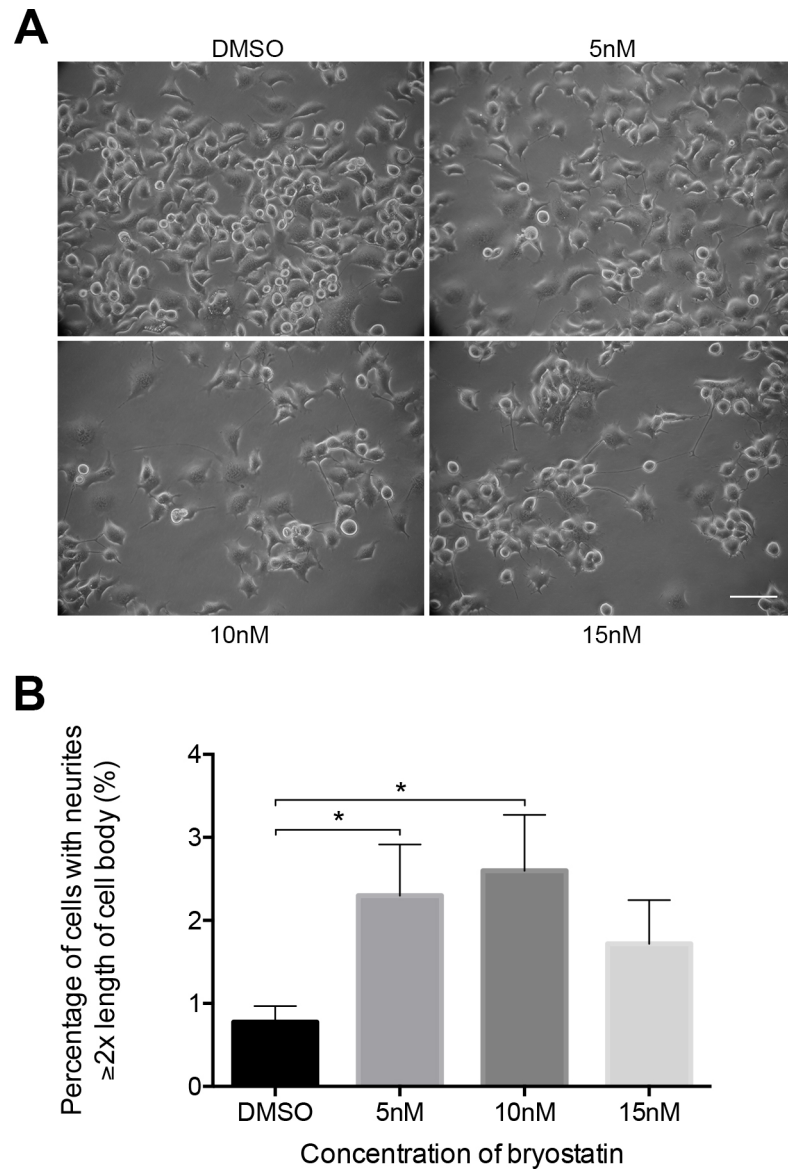 A
DMSO
5nM
10nM
15nM
B
Percentage of cells with neurites
≥2x length of cell body (%)
4
3
2
1
0
*
*
DMSO
5nM
10nM
15nM
Concentration of bryostatin